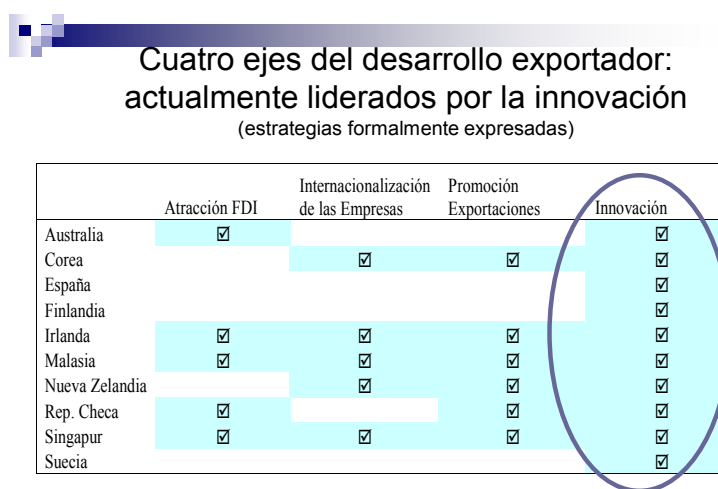 Cuatro ejes del desarrollo exportador:
actualmente liderados por la innovación
(estrategias formalmente expresadas)
Internacionalización Promoción
Atracción FDI de las Empresas Exportaciones Innovación
Australia ☑ ☑
Corea ☑ ☑ ☑
España ☑
Finlandia ☑
Irlanda ☑ ☑ ☑ ☑
Malasia ☑ ☑ ☑ ☑
Nueva Zelandia ☑ ☑ ☑
Rep. Checa ☑ ☑ ☑
Singapur ☑ ☑ ☑ ☑
Suecia ☑